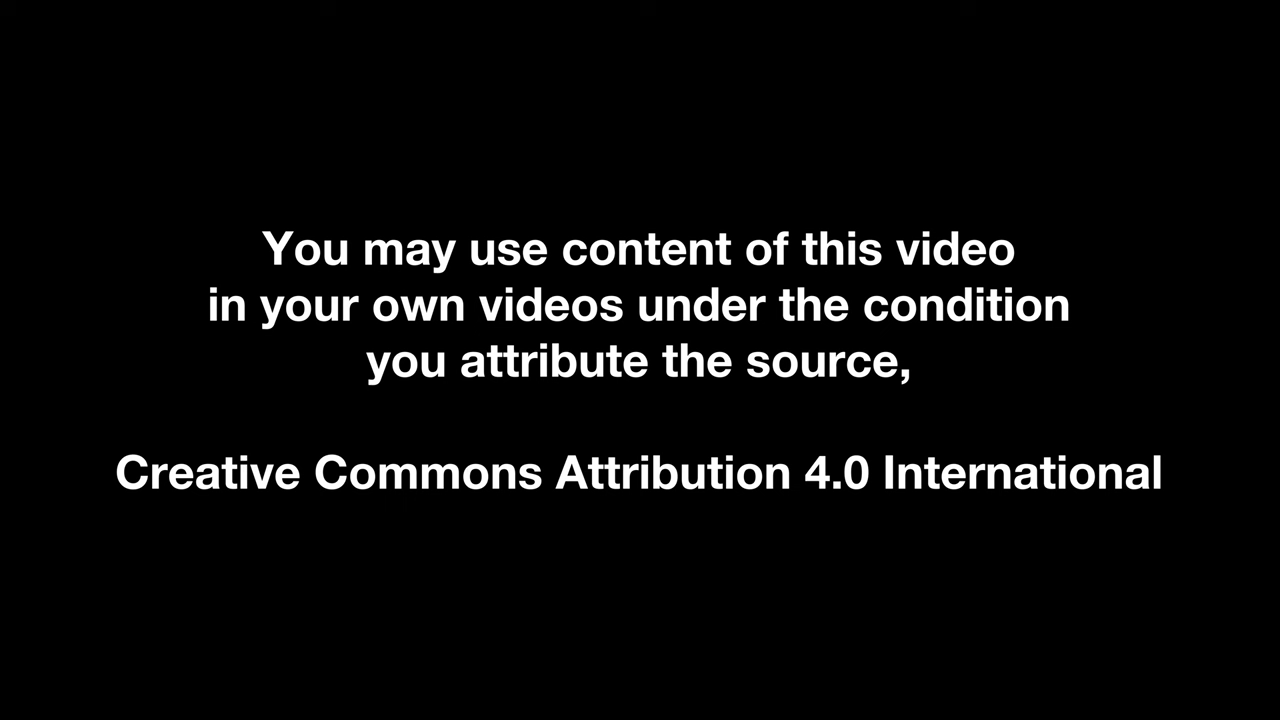 You may use content of this video
in your own videos under the condition
you attribute the source,
Creative Commons Attribution 4.0 International